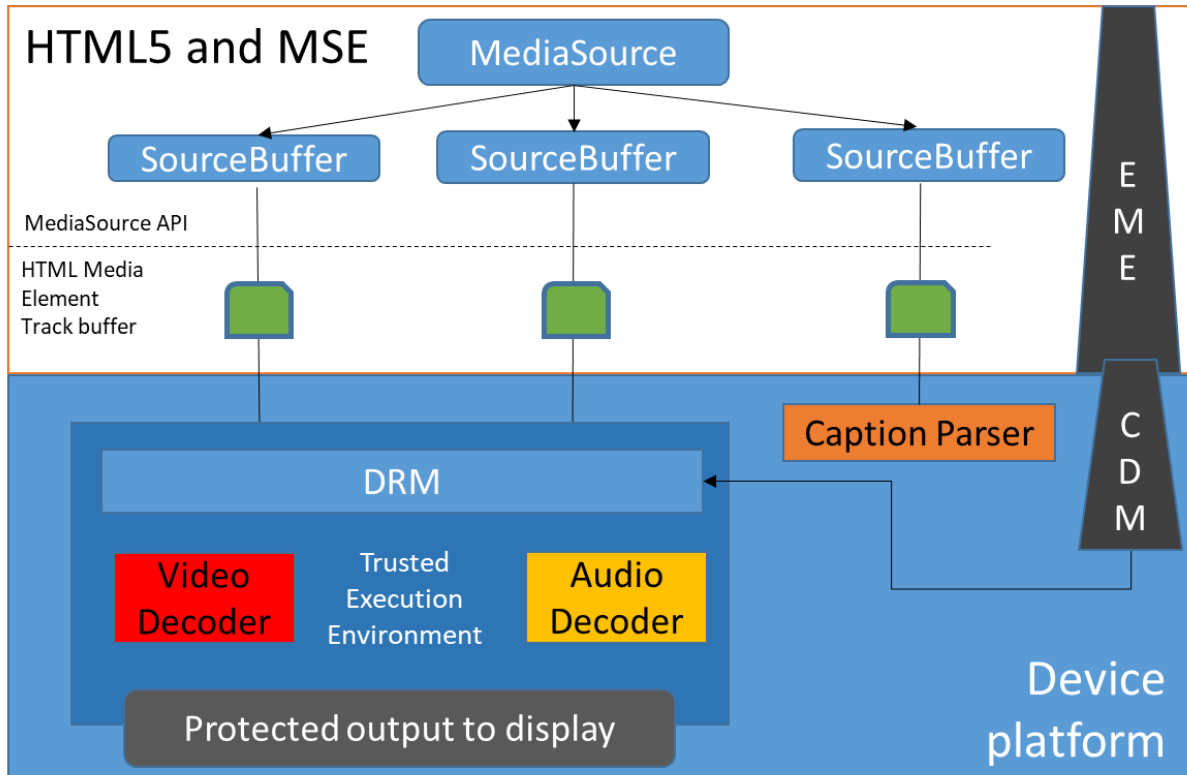 HTML5 and MSE
MediaSource
SourceBuffer
SourceBuffer
SourceBuffer
MediaSource API
HTML Media
Element
Track buffer
E
M
E
Caption Parser
C
D
M
DRM
Video
Decoder
Trusted
Execution
Environment
Audio
Decoder
Protected output to display
Device
platform